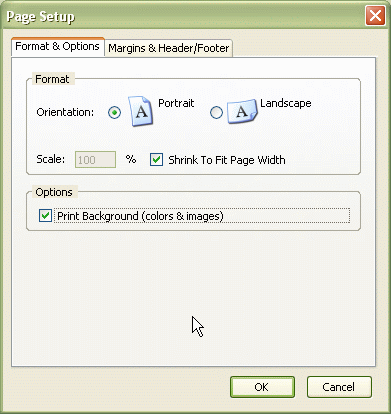 Page Setup
Format & Options Margins & Header/Footer
Format
Orientation: A Portrait A Landscape
Scale: 100 % Shrink To Fit Page Width
Options
Print Background (colors & images)
OK Cancel